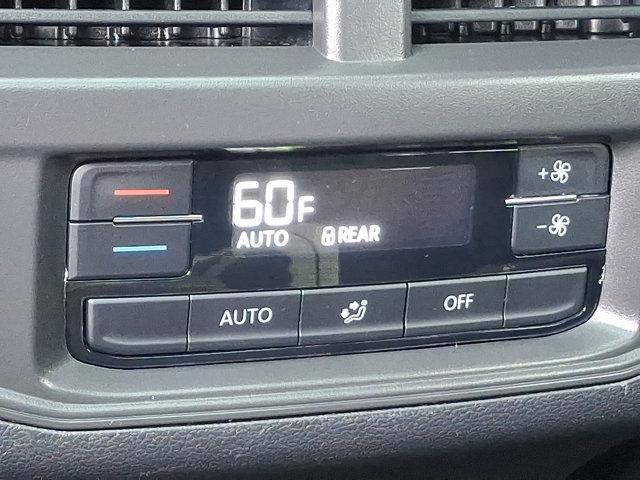 60F
AUTO REAR
+
-
AUTO OFF